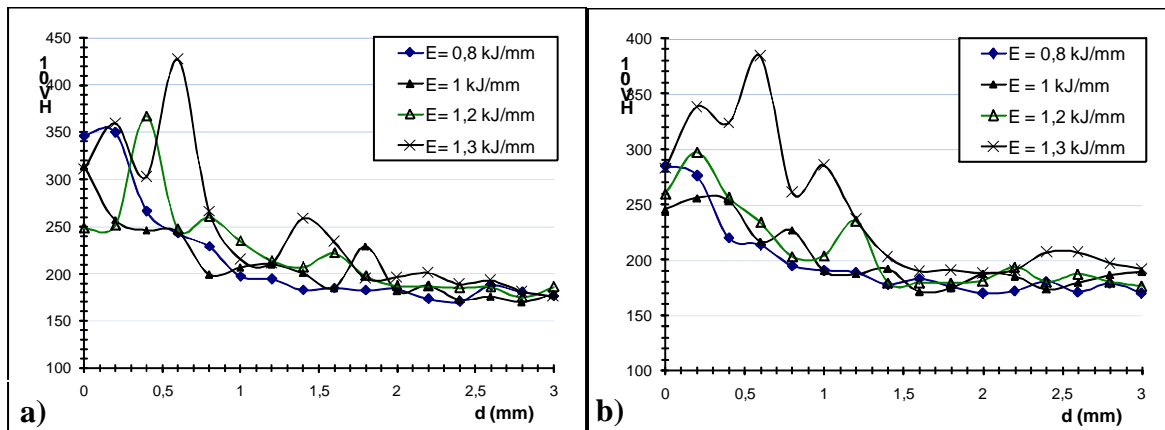 450
400
350
300
250
200
150
100
HV10
E= 0,8 kJ/mm
E= 1 kJ/mm
E= 1,2 kJ/mm
E= 1,3 kJ/mm
0 0,5 1,0 1,5 2 2,5 3
d (mm)
a)
400
350
300
250
200
150
100
HV10
E = 0,8 kJ/mm
E = 1 kJ/mm
E = 1,2 kJ/mm
E = 1,3 kJ/mm
0 0,5 1,0 1,5 2 2,5 3
d (mm)
b)